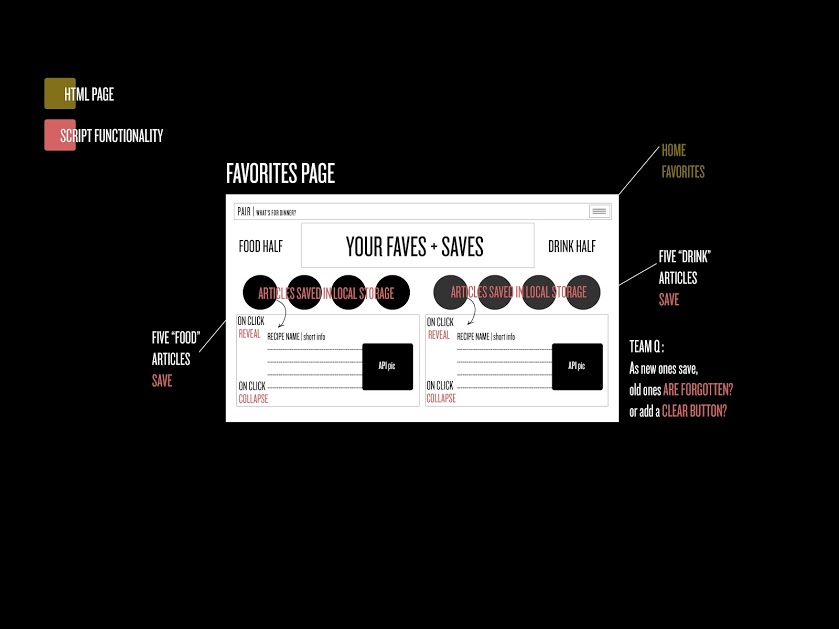 HTML PAGE
SCRIPT FUNCTIONALITY
FAVORITES PAGE
HOME
FAVORITES
PAIR | WHAT'S FOR DINNER?
FOOD HALF
YOUR FAVES + SAVES
DRINK HALF
ARTICLES SAVED IN LOCAL STORAGE
ARTICLES SAVED IN LOCAL STORAGE
FIVE "DRINK"
ARTICLES
SAVE
ON CLICK
REVEAL
RECIPE NAME | short info
API pic
ON CLICK
COLLAPSE
ON CLICK
REVEAL
RECIPE NAME | short info
API pic
ON CLICK
COLLAPSE
FIVE "FOOD"
ARTICLES
SAVE
TEAM Q :
As new ones save,
old ones ARE FORGOTTEN?
or add a CLEAR BUTTON?